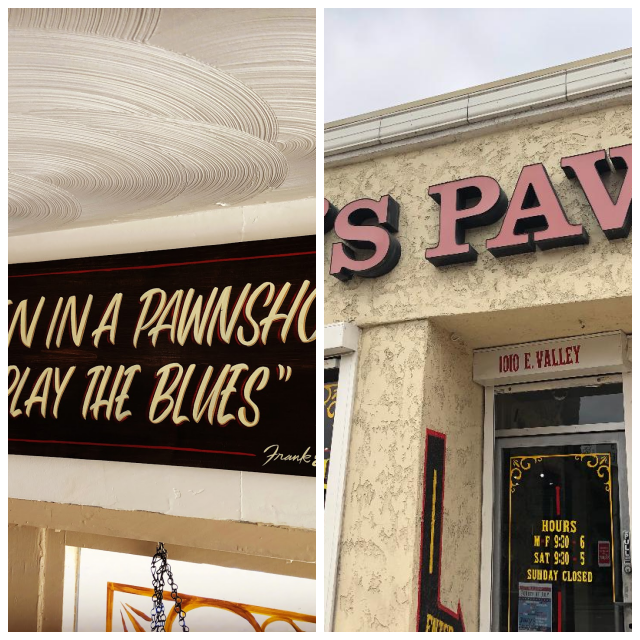 N IN A PAWNSHO
PLAY THE BLUES"
Frank
'S PAW
1010 E. VALLEY
HOURS
M-F 9:30 - 6
SAT 9:30 - 5
SUNDAY CLOSED
ENTER